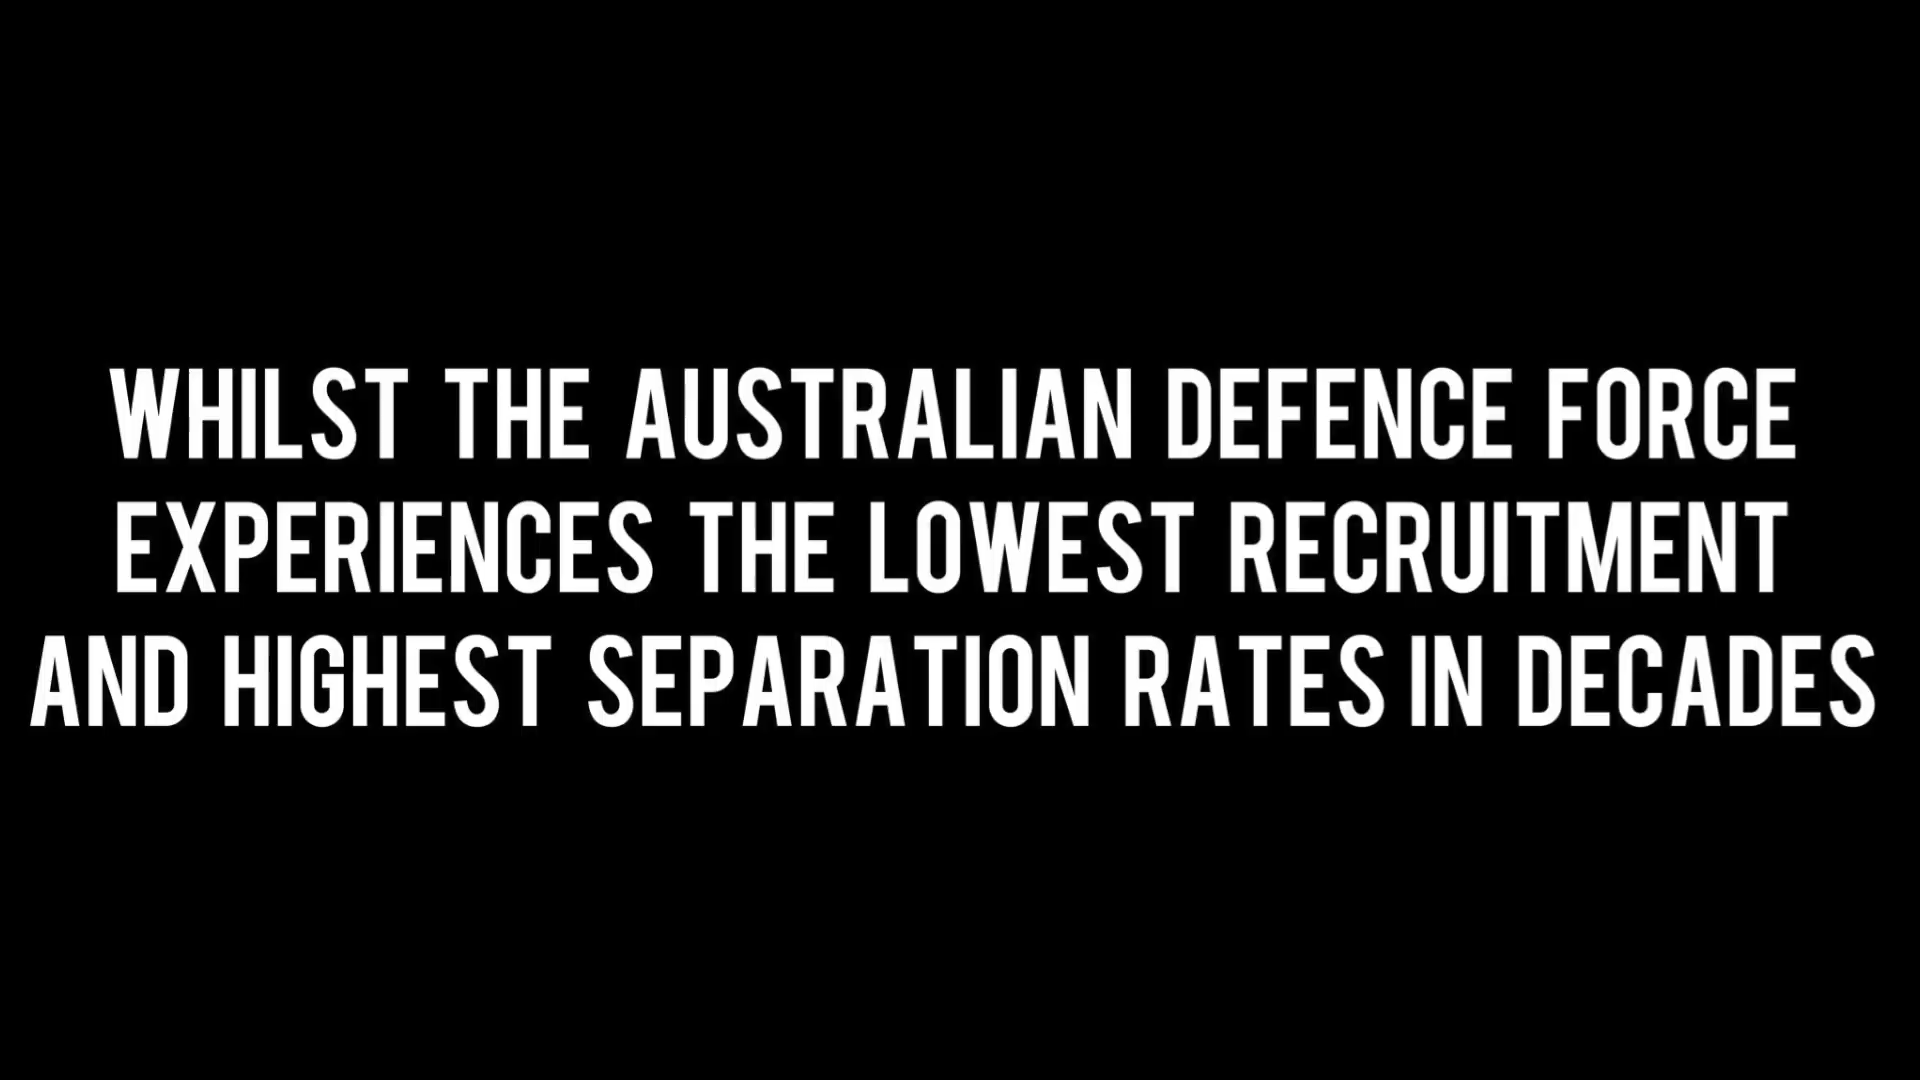 WHILST THE AUSTRALIAN DEFENCE FORCE
EXPERIENCES THE LOWEST RECRUITMENT
AND HIGHEST SEPARATION RATES IN DECADES